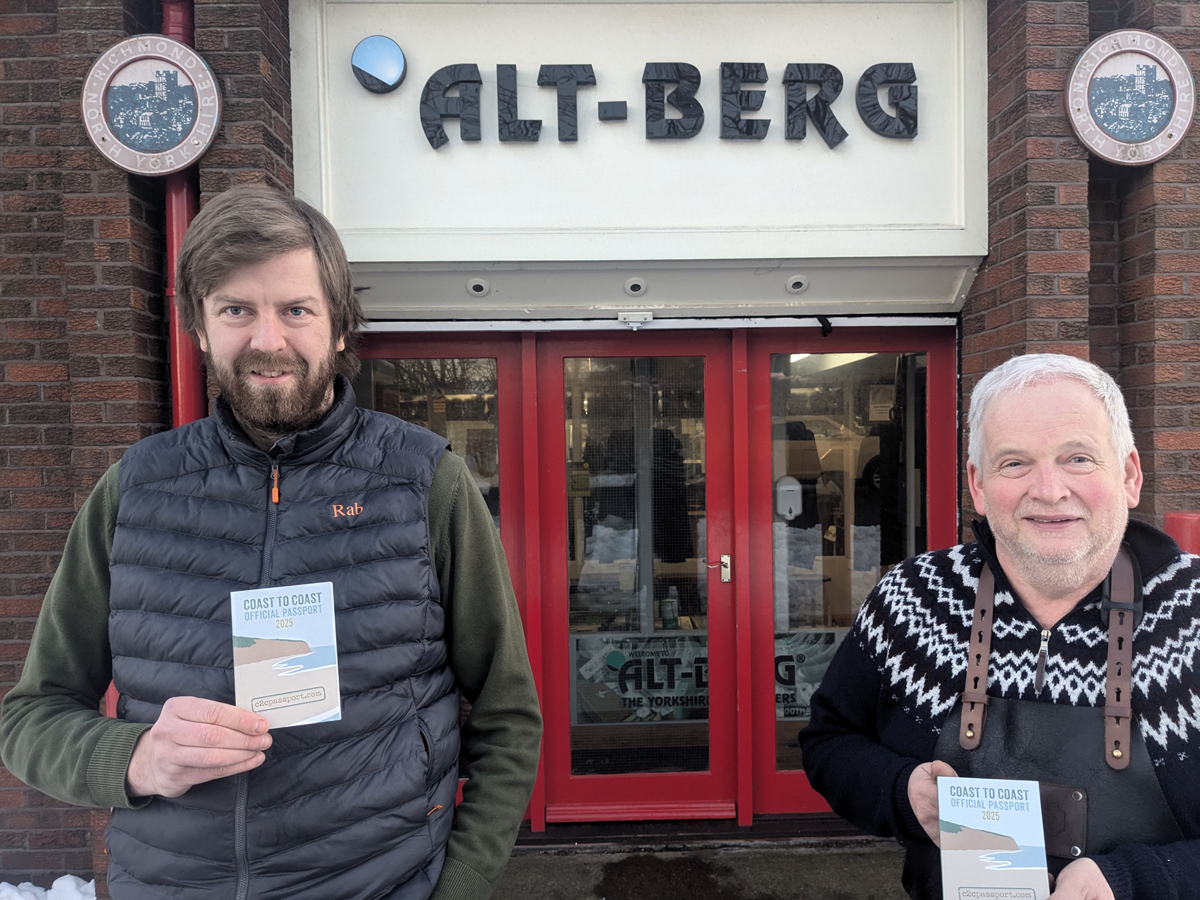 RICHMOND · NORTH YORKSHIRE ·
ALT-BERG
RICHMOND · NORTH YORKSHIRE ·
Rab
COAST TO COAST
OFFICIAL PASSPORT
2025
c2cpassport.com
WELCOME TO
ALT-BERG®
THE YORKSHIRE
COAST TO COAST
OFFICIAL PASSPORT
2025
c2cpassport.com